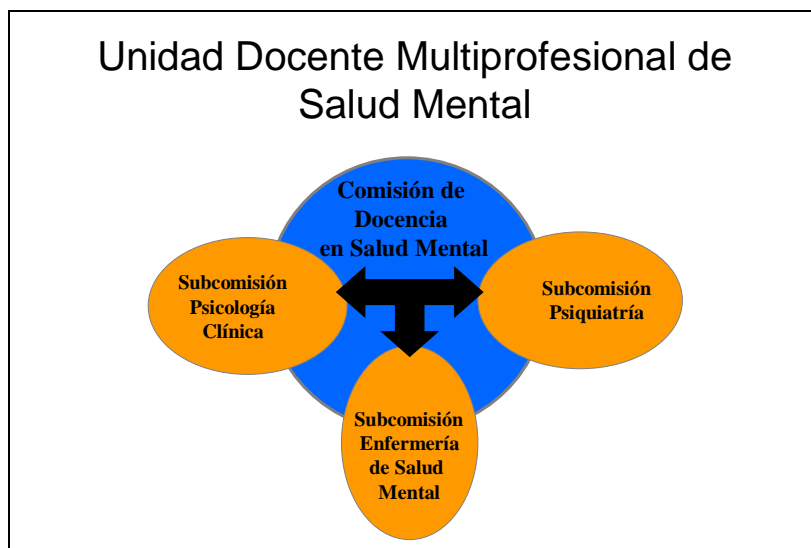 Unidad Docente Multiprofesional de
Salud Mental
Comisión de
Docencia
en Salud Mental
Subcomisión
Psicología
Clínica
Subcomisión
Psiquiatría
Subcomisión
Enfermería
de Salud
Mental